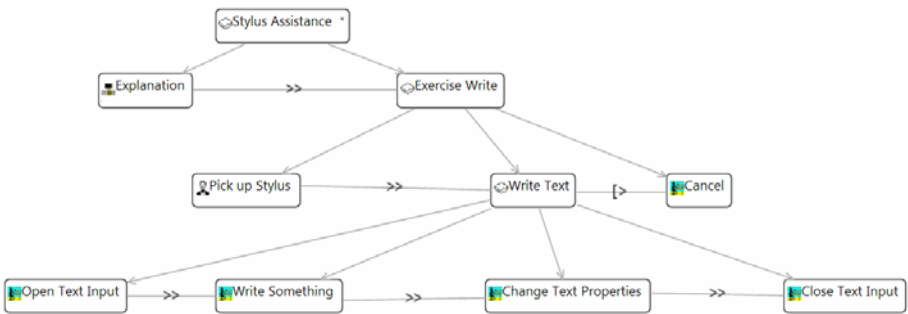 Stylus Assistance *
Explanation >> Exercise Write
Pick up Stylus >> Write Text [> Cancel
Open Text Input >> Write Something >> Change Text Properties >> Close Text Input